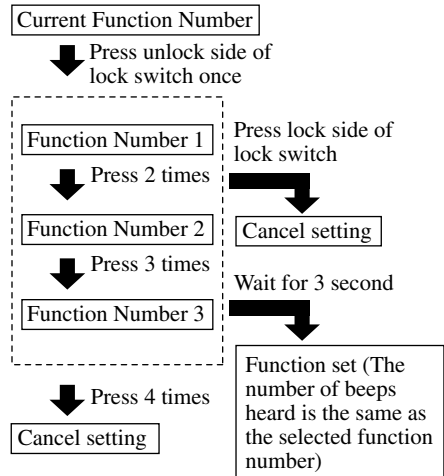 Current Function Number
Press unlock side of
lock switch once
Function Number 1
Press 2 times
Press lock side of
lock switch
Function Number 2
Cancel setting
Press 3 times
Wait for 3 second
Function Number 3
Function set (The
number of beeps
heard is the same as
the selected function
number)
Press 4 times
Cancel setting